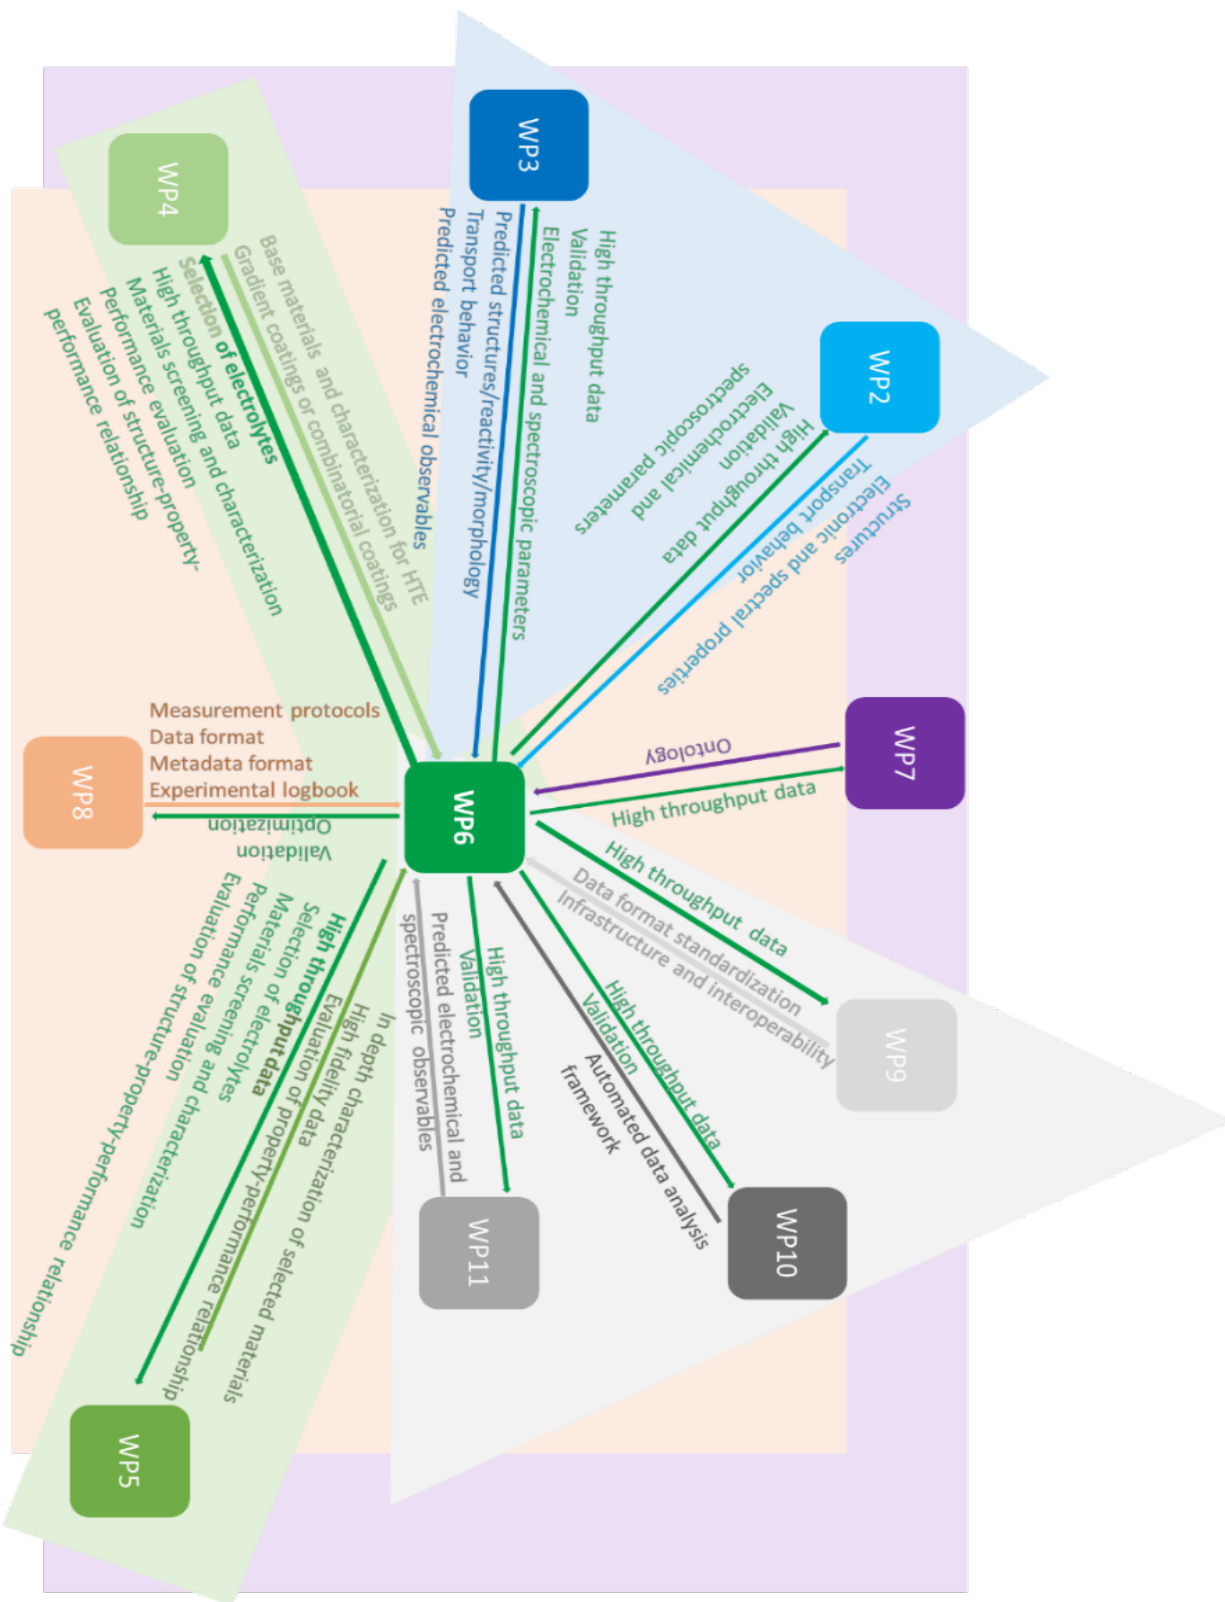 WP3
High throughput data
Validation
Electrochemical and spectroscopic parameters
Predicted structures/reactivity/morphology
Transport behavior
Predicted electrochemical observables
WP4
Base materials and characterization for HTE
Gradient coatings or combinatorial coatings
Selection of electrolytes
High throughput data
Materials screening and characterization
Performance evaluation
Evaluation of structure-property-
performance relationship
WP2
High throughput data
Validation
Electrochemical and
spectroscopic parameters
Structures
Electronic and spectral properties
Transport behavior
WP7
Ontology
High throughput data
WP6
WP8
Measurement protocols
Data format
Metadata format
Experimental logbook
Optimization
Validation
High throughput data
Data format standardization
Infrastructure and interoperability
WP9
High throughput data
Validation
Automated data analysis
framework
WP10
High throughput data
Validation
Predicted electrochemical and
spectroscopic observables
WP11
High throughput data
Selection of electrolytes
Materials screening and characterization
Performance evaluation
Evaluation of structure-property-performance relationship
In depth characterization of selected materials
High fidelity data
Evaluation of property-performance relationship
WP5